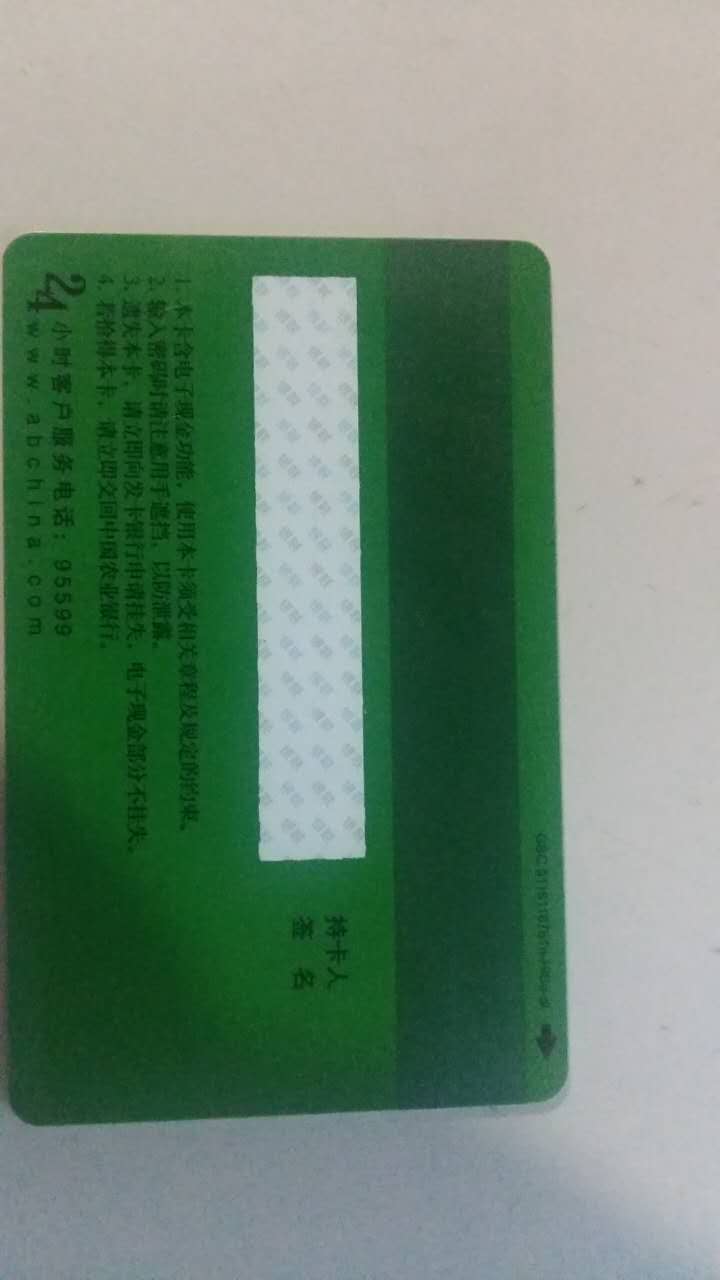 持卡人
签 名
1. 本卡含电子现金功能，使用本卡须受相关章程及规定的约束。
2. 输入密码时请注意用手遮挡，以防泄露。
3. 遗失本卡，请立即向发卡银行申请挂失，电子现金部分不挂失。
4. 若拾得本卡，请立即交回中国农业银行。
24小时客户服务电话：95599
www.abchina.com